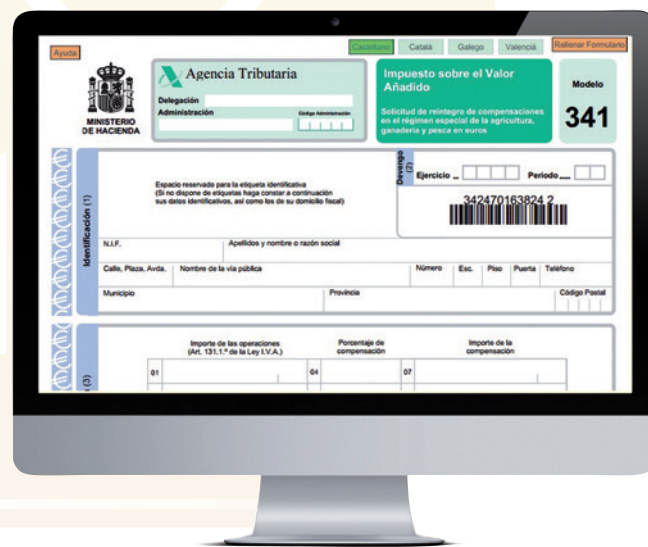 Ayuda
Castellano Català Galego Valencià Rellenar Formulario
MINISTERIO
DE HACIENDA
Agencia Tributaria
Delegación
Administración
Código Administración
Impuesto sobre el Valor
Añadido
Solicitud de reintegro de compensaciones
en el régimen especial de la agricultura,
ganadería y pesca en euros
Modelo
341
Identificación (1)
Espacio reservado para la etiqueta identificativa
(Si no dispone de etiquetas haga constar a continuación
sus datos identificativos, así como los de su domicilio fiscal)
Devengo
(2)
Ejercicio Periodo
342470163824 2
N.I.F. Apellidos y nombre o razón social
Calle, Plaza, Avda. Nombre de la vía pública Número Esc. Piso Puerta Teléfono
Municipio Provincia Código Postal
(3)
Importe de las operaciones
(Art. 131.1.º de la Ley I.V.A.)
Porcentaje de
compensación
Importe de la
compensación
01 04 07